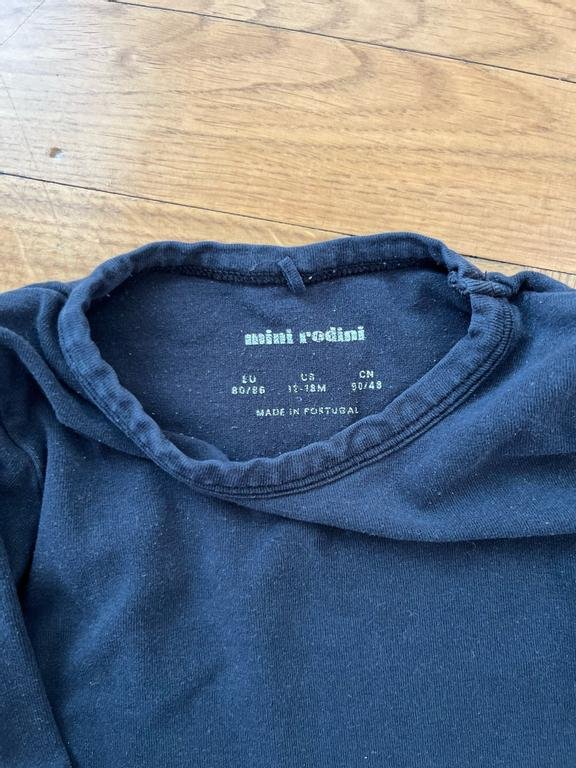 mini rodini
EU US CN
80/86 12-18M 90/48
MADE IN PORTUGAL